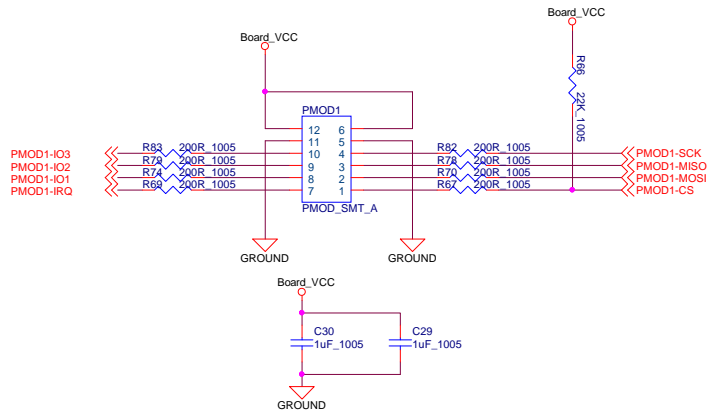 Board_VCC
Board_VCC
R66
22K_1005
PMOD1
12 6
11 5
PMOD1-IO3 R83 200R_1005 10 4 R82 200R_1005 PMOD1-SCK
PMOD1-IO2 R79 200R_1005 9 3 R78 200R_1005 PMOD1-MISO
PMOD1-IO1 R74 200R_1005 8 2 R70 200R_1005 PMOD1-MOSI
PMOD1-IRQ R69 200R_1005 7 1 R67 200R_1005 PMOD1-CS
PMOD_SMT_A
GROUND GROUND
Board_VCC
C30 C29
1uF_1005 1uF_1005
GROUND